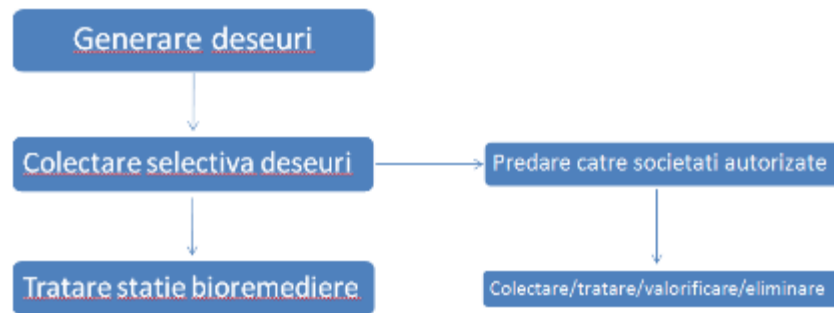 Generare deseuri
Colectare selectiva deseuri
Predare catre societati autorizate
Tratare statie bioremediere
Colectare/tratare/valorificare/eliminare